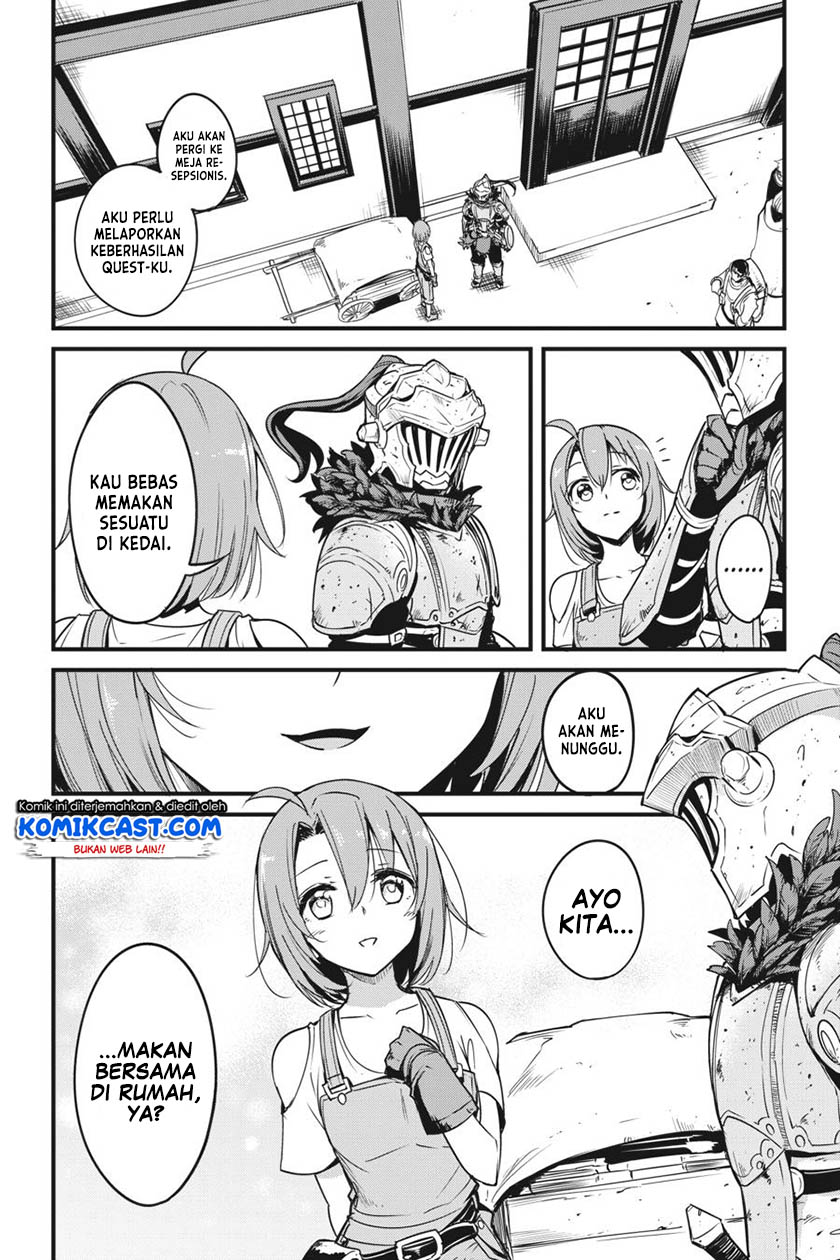 AKU AKAN
PERGI KE
MEJA RE-
SEPSIONIS.
AKU PERLU
MELAPORKAN
KEBERHASILAN
QUEST-KU.
KAU BEBAS
MEMAKAN
SESUATU
DI KEDAI.
......
AKU
AKAN ME-
NUNGGU.
Komik ini diterjemahkan & diedit oleh
KOMIKCAST.COM
BUKAN WEB LAIN!!
AYO
KITA...
...MAKAN
BERSAMA
DI RUMAH,
YA?